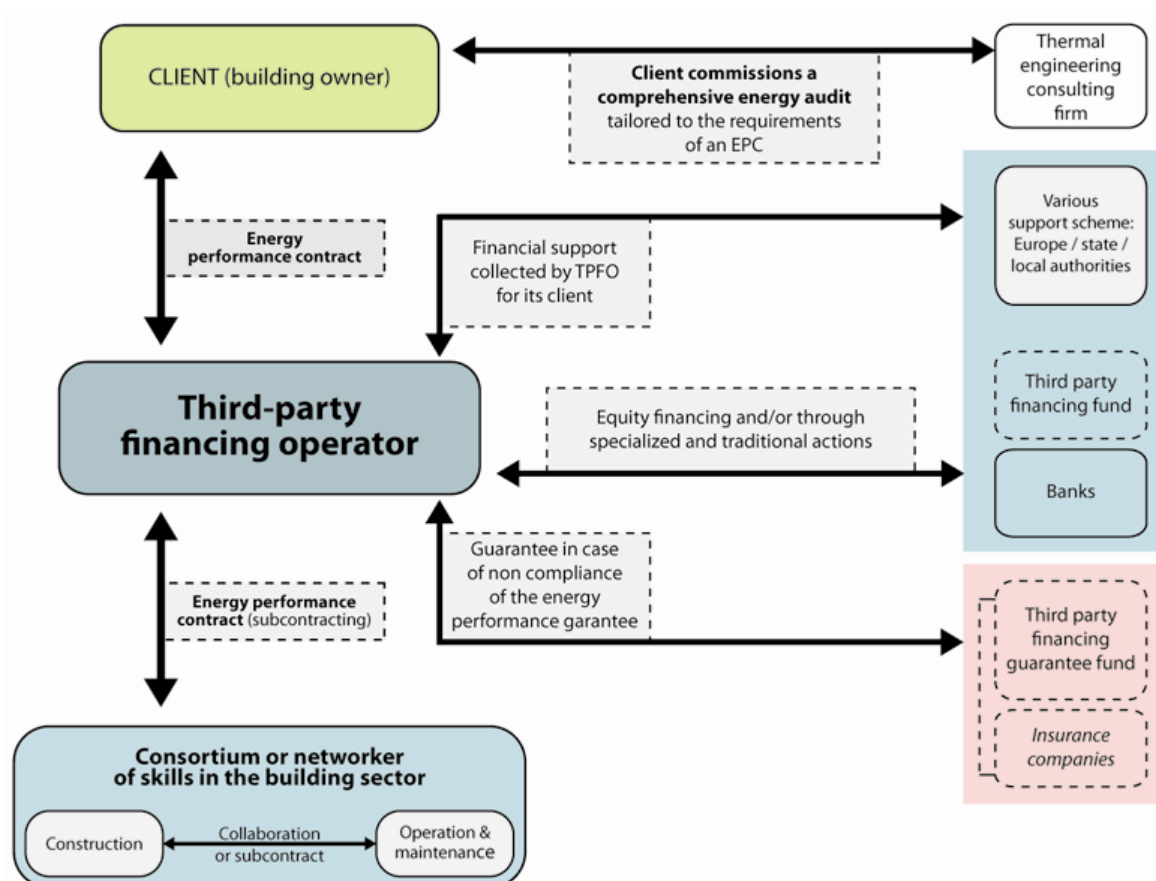 CLIENT (building owner)
Client commissions a
comprehensive energy audit
tailored to the requirements
of an EPC
Thermal
engineering
consulting
firm
Energy
performance contract
Financial support
collected by TPFO
for its client
Various
support scheme:
Europe / state /
local authorities
Third-party
financing operator
Equity financing and/or through
specialized and traditional actions
Third party
financing fund
Banks
Energy performance
contract (subcontracting)
Guarantee in case
of non compliance
of the energy
performance garantee
Third party
financing
guarantee fund
Insurance
companies
Consortium or networker
of skills in the building sector
Construction
Collaboration
or subcontract
Operation &
maintenance